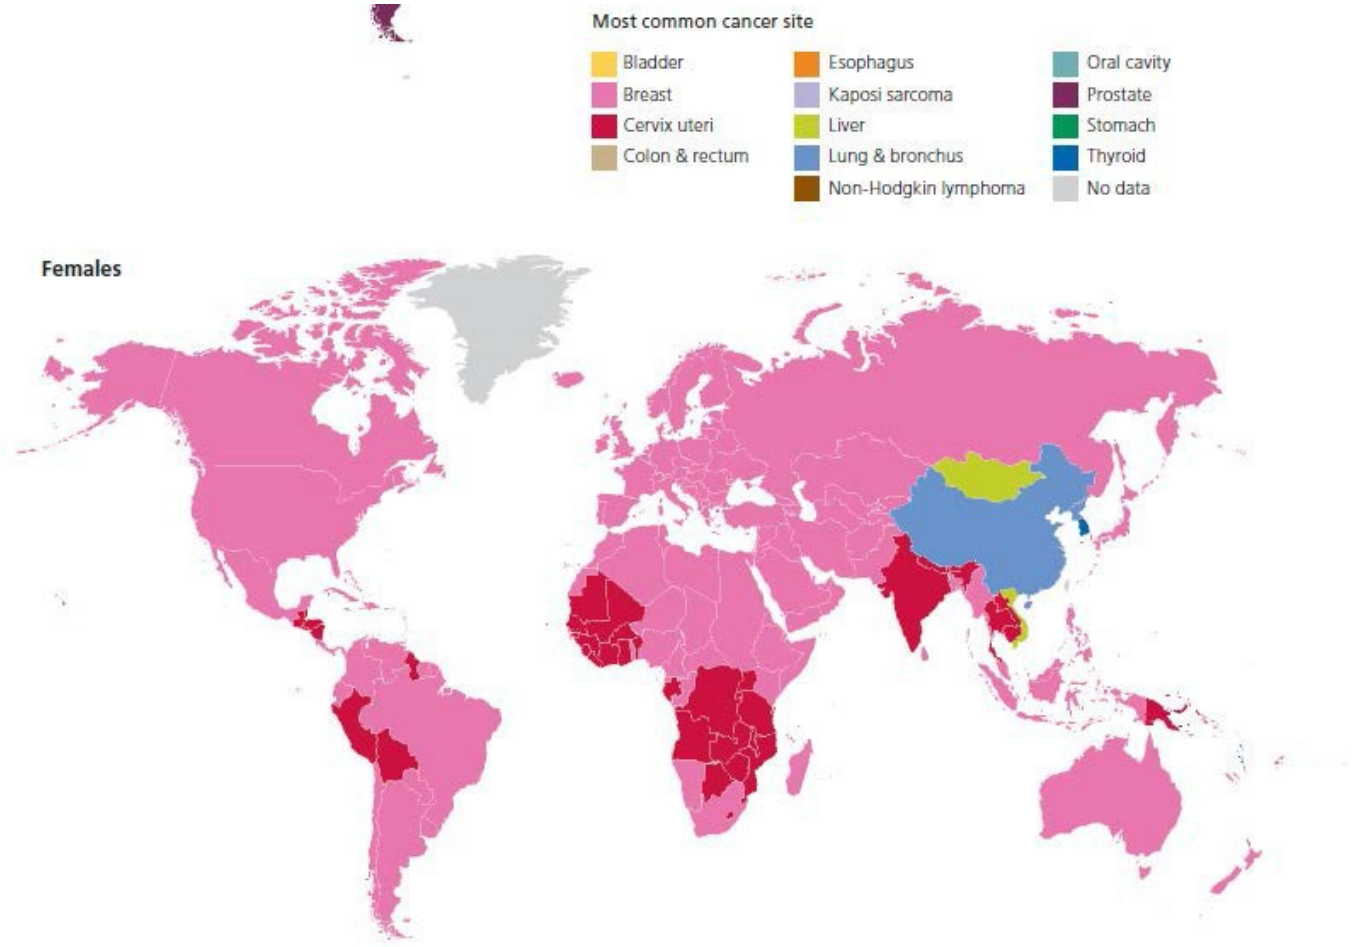 Most common cancer site
Bladder
Breast
Cervix uteri
Colon & rectum
Esophagus
Kaposi sarcoma
Liver
Lung & bronchus
Non-Hodgkin lymphoma
Oral cavity
Prostate
Stomach
Thyroid
No data
Females